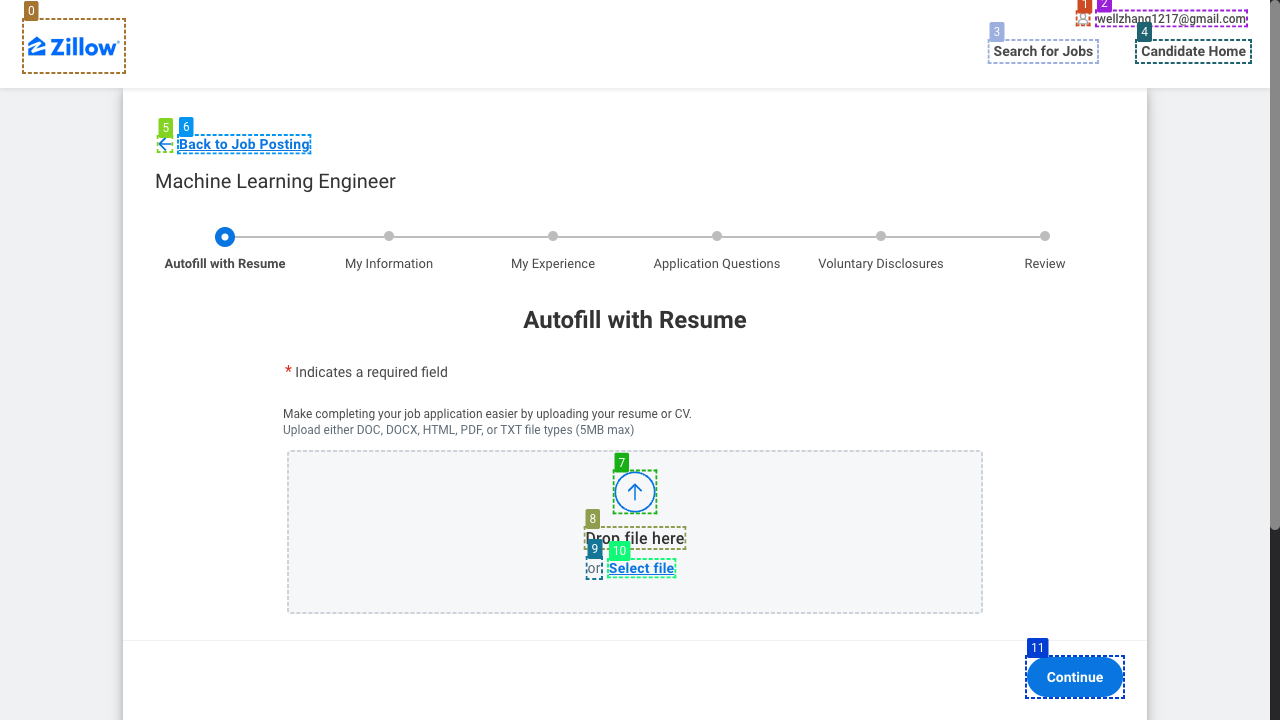 0
1
2
Zillow
wellzhang1217@gmail.com
3
4
Search for Jobs
Candidate Home
5
6
Back to Job Posting
Machine Learning Engineer
Autofill with Resume
My Information
My Experience
Application Questions
Voluntary Disclosures
Review
Autofill with Resume
* Indicates a required field
Make completing your job application easier by uploading your resume or CV.
Upload either DOC, DOCX, HTML, PDF, or TXT file types (5MB max)
7
8
Drop file here
9
10
or Select file
11
Continue